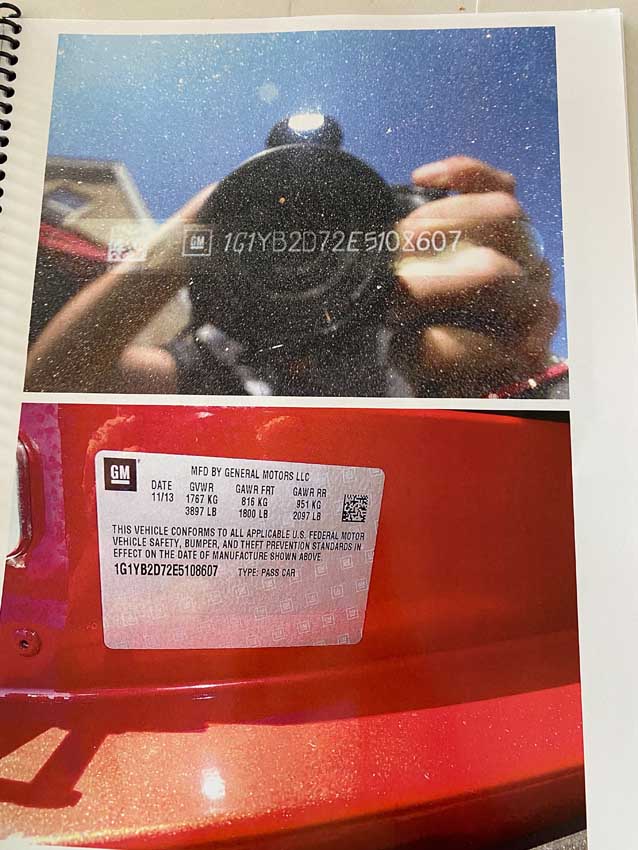 GM 1G1YB2D72E5108607
GM
MFD BY GENERAL MOTORS LLC
DATE GVWR GAWR FRT GAWR RR
11/13 1767 KG 816 KG 951 KG
3897 LB 1800 LB 2097 LB
THIS VEHICLE CONFORMS TO ALL APPLICABLE U.S. FEDERAL MOTOR
VEHICLE SAFETY, BUMPER, AND THEFT PREVENTION STANDARDS IN
EFFECT ON THE DATE OF MANUFACTURE SHOWN ABOVE.
1G1YB2D72E5108607 TYPE: PASS CAR